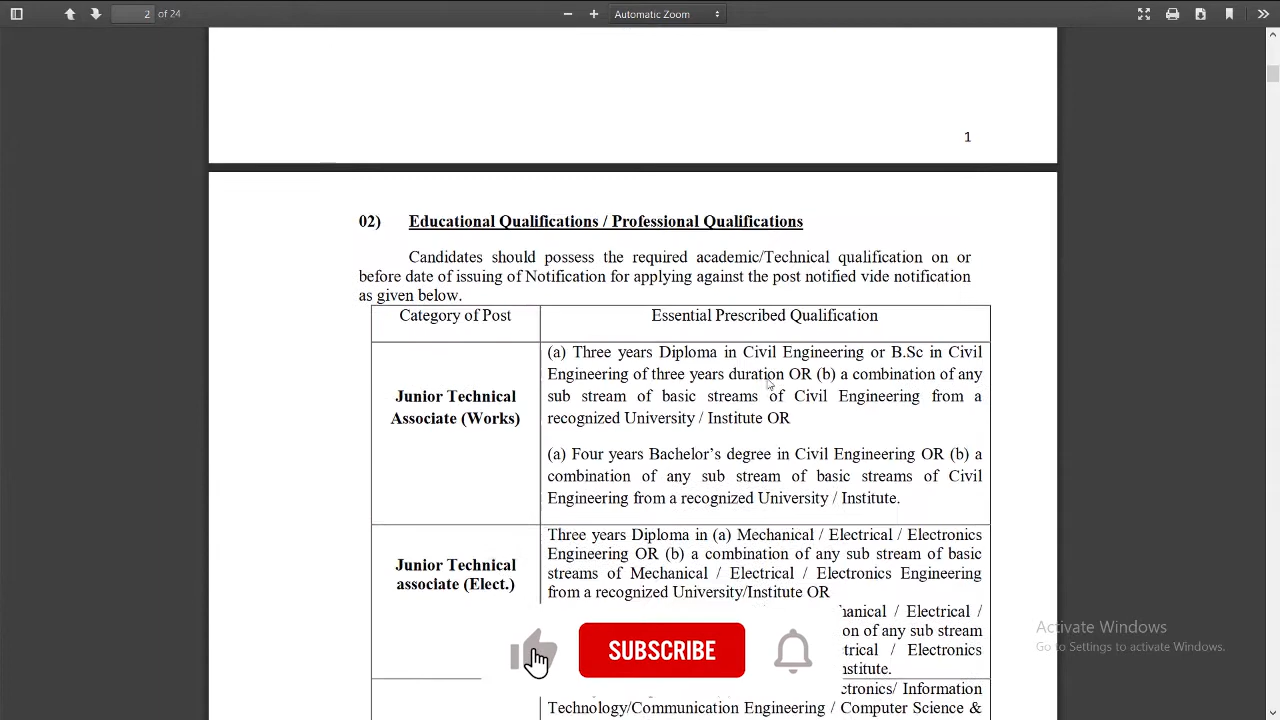 2 of 24
Automatic Zoom
1
02) Educational Qualifications / Professional Qualifications
Candidates should possess the required academic/Technical qualification on or
before date of issuing of Notification for applying against the post notified vide notification
as given below.
Category of Post
Essential Prescribed Qualification
Junior Technical
Associate (Works)
(a) Three years Diploma in Civil Engineering or B.Sc in Civil
Engineering of three years duration OR (b) a combination of any
sub stream of basic streams of Civil Engineering from a
recognized University / Institute OR
(a) Four years Bachelor's degree in Civil Engineering OR (b) a
combination of any sub stream of basic streams of Civil
Engineering from a recognized University / Institute.
Junior Technical
associate (Elect.)
Three years Diploma in (a) Mechanical / Electrical / Electronics
Engineering OR (b) a combination of any sub stream of basic
streams of Mechanical / Electrical / Electronics Engineering
from a recognized University/Institute OR
hanical / Electrical /
on of any sub stream
trical / Electronics
nstitute.
ctronics/ Information
Technology/Communication Engineering / Computer Science &
SUBSCRIBE
Activate Windows
Go to Settings to activate Windows.